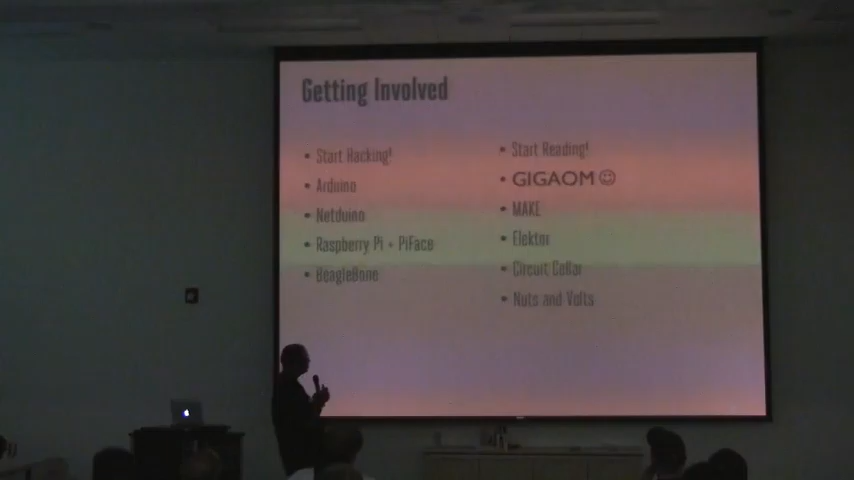 Getting Involved
• Start Hacking!
• Arduino
• Netduino
• Raspberry Pi + PiFace
• BeagleBone
• Start Reading!
• GIGAOM ☺
• MAKE
• Elektor
• Circuit Cellar
• Nuts and Volts